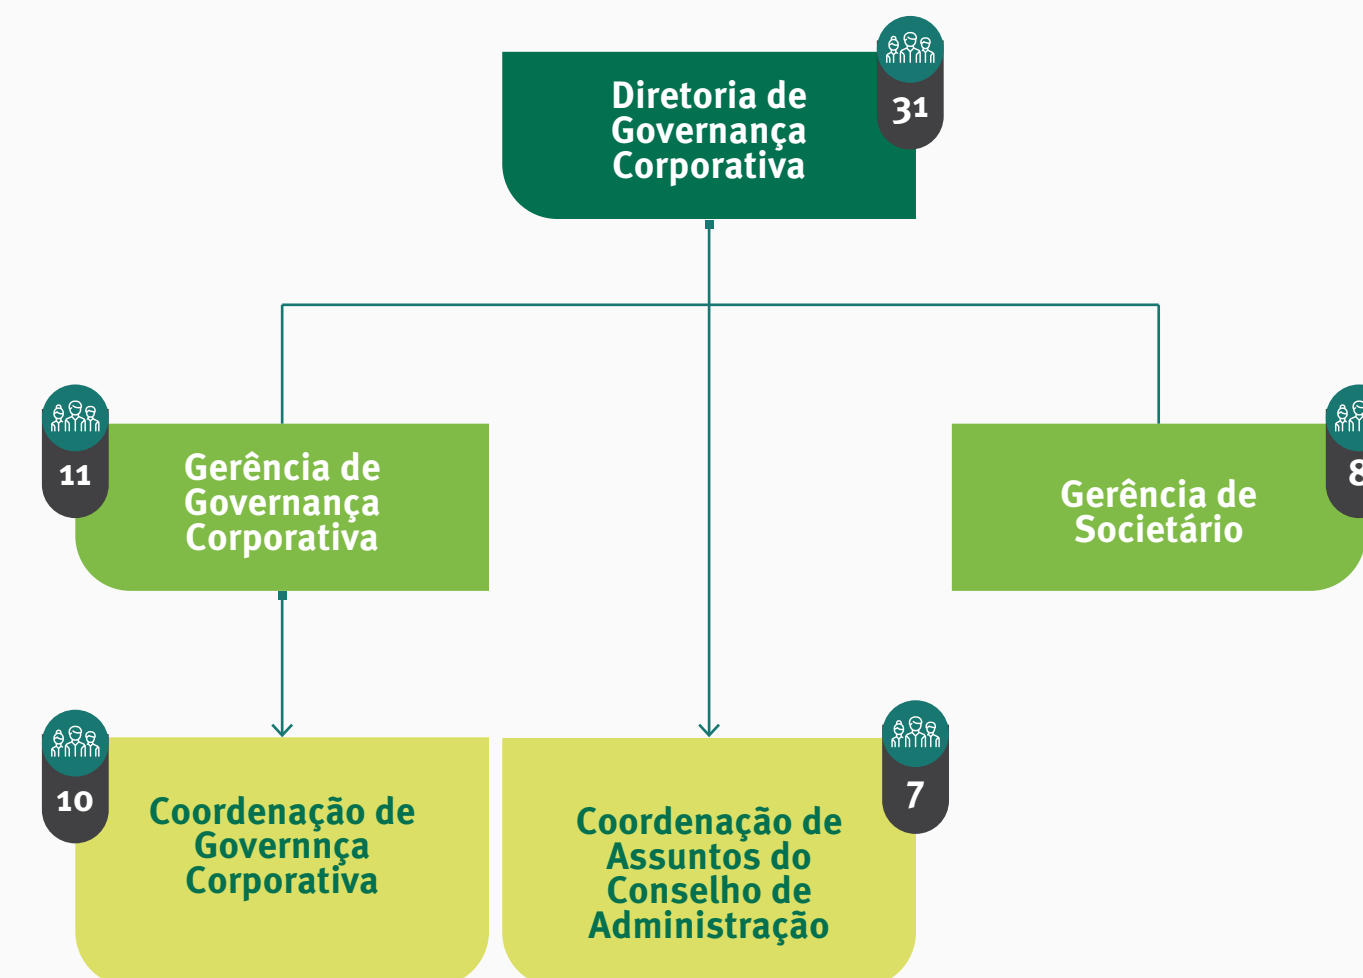 31
Diretoria de
Governança
Corporativa
11
Gerência de
Governança
Corporativa
8
Gerência de
Societário
10
Coordenação de
Governnça
Corporativa
7
Coordenação de
Assuntos do
Conselho de
Administração